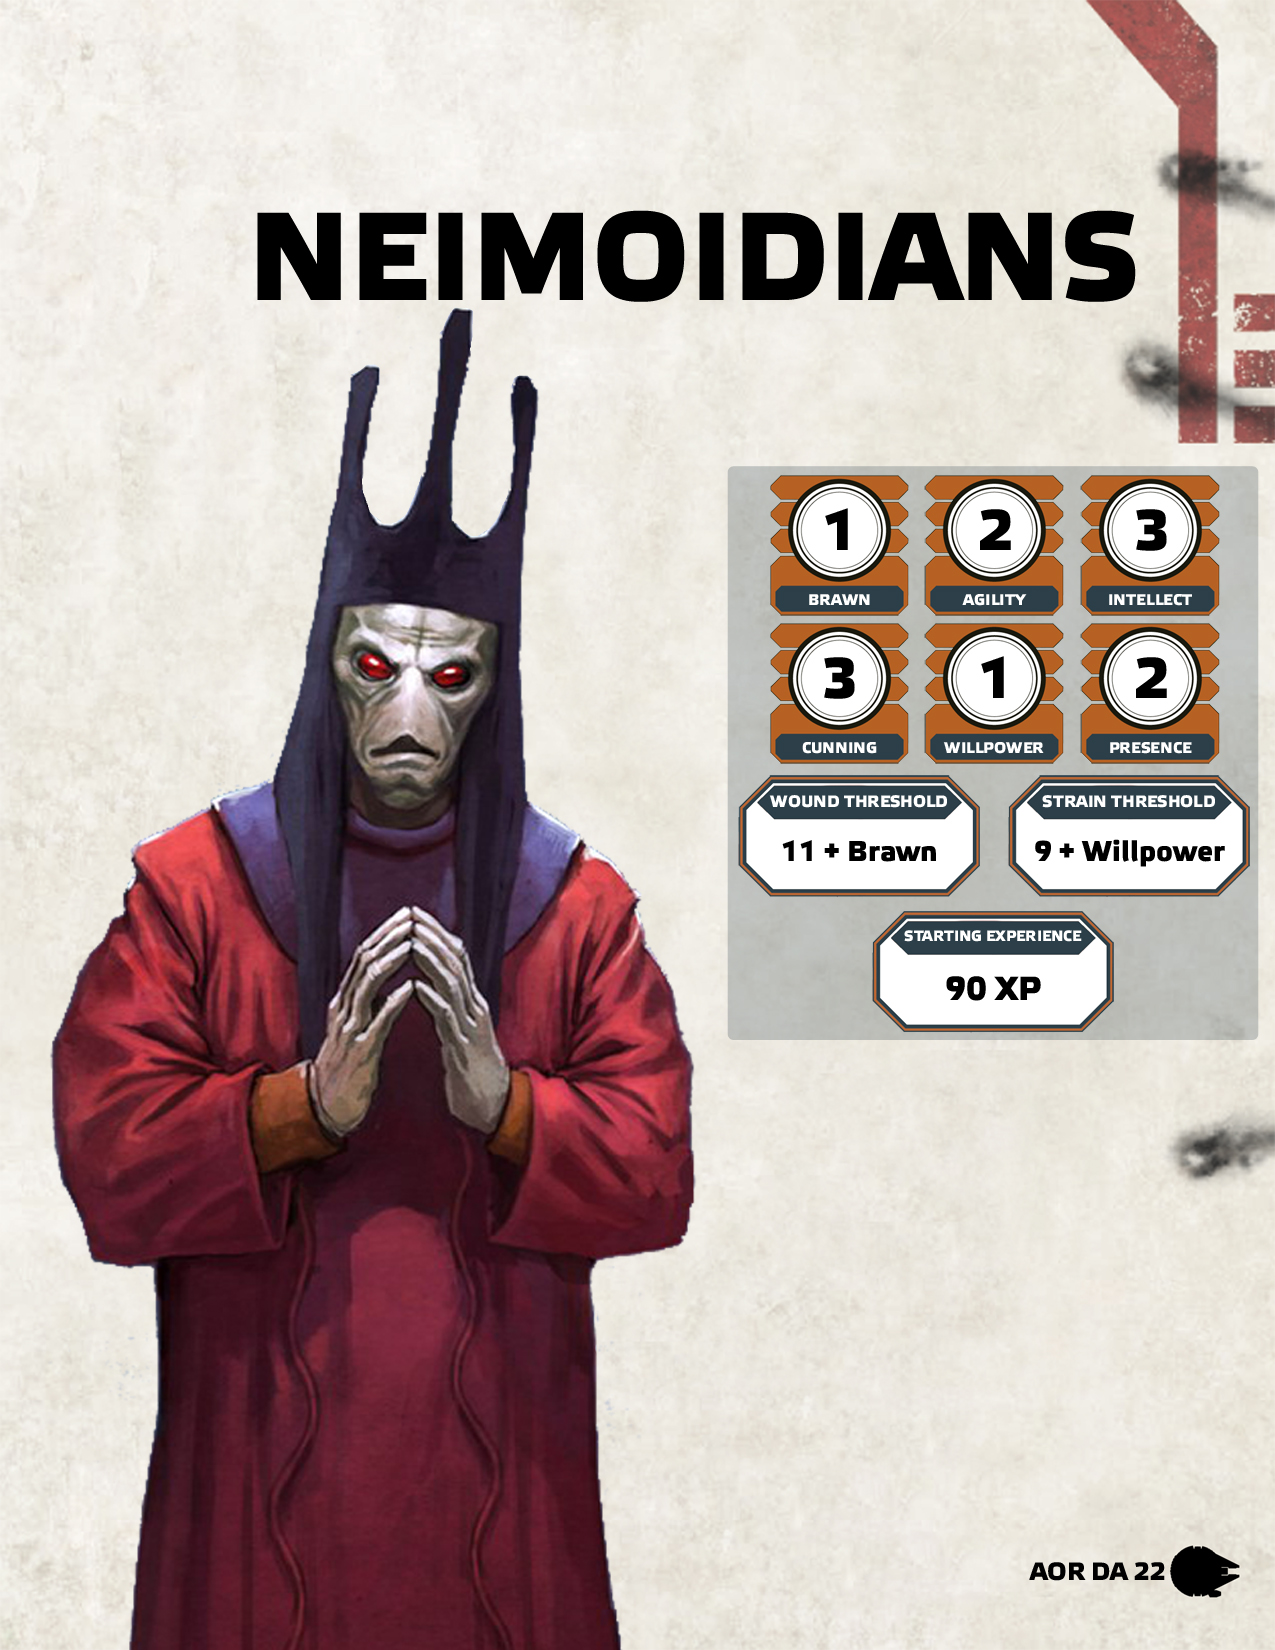 NEIMOIDIANS
1 2 3
BRAWN AGILITY INTELLECT
3 1 2
CUNNING WILLPOWER PRESENCE
WOUND THRESHOLD STRAIN THRESHOLD
11 + Brawn 9 + Willpower
STARTING EXPERIENCE
90 XP
AOR DA 22